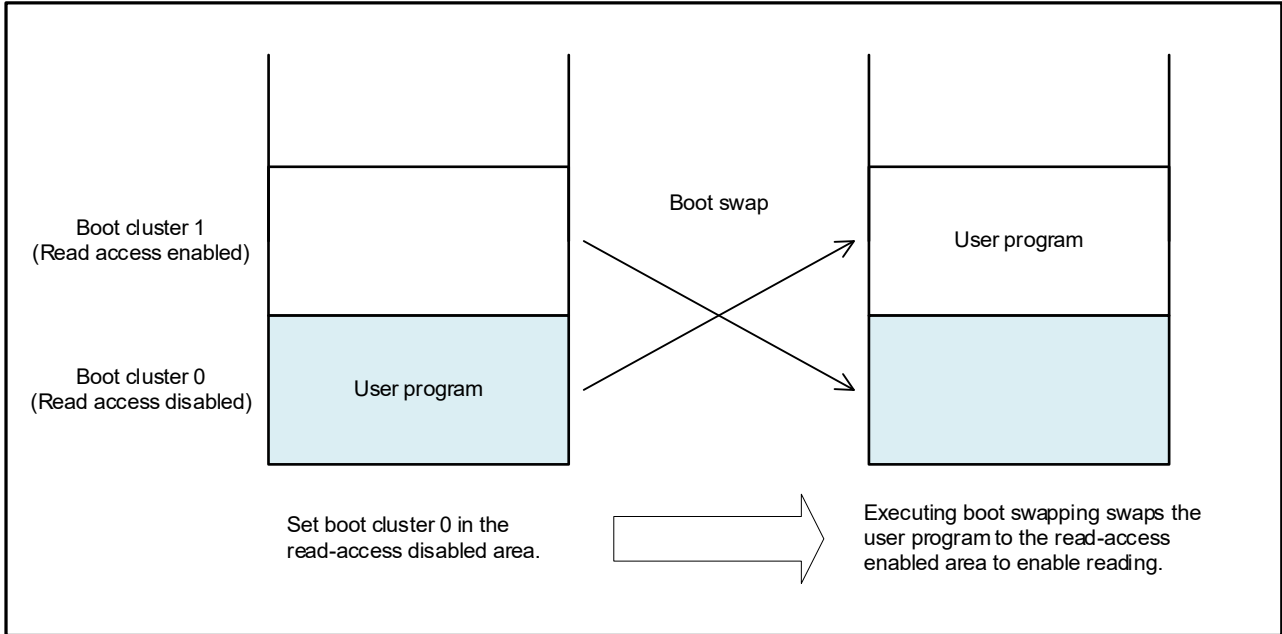 Boot cluster 1
(Read access enabled)
Boot swap
User program
Boot cluster 0
(Read access disabled)
User program
Set boot cluster 0 in the
read-access disabled area.
Executing boot swapping swaps the
user program to the read-access
enabled area to enable reading.